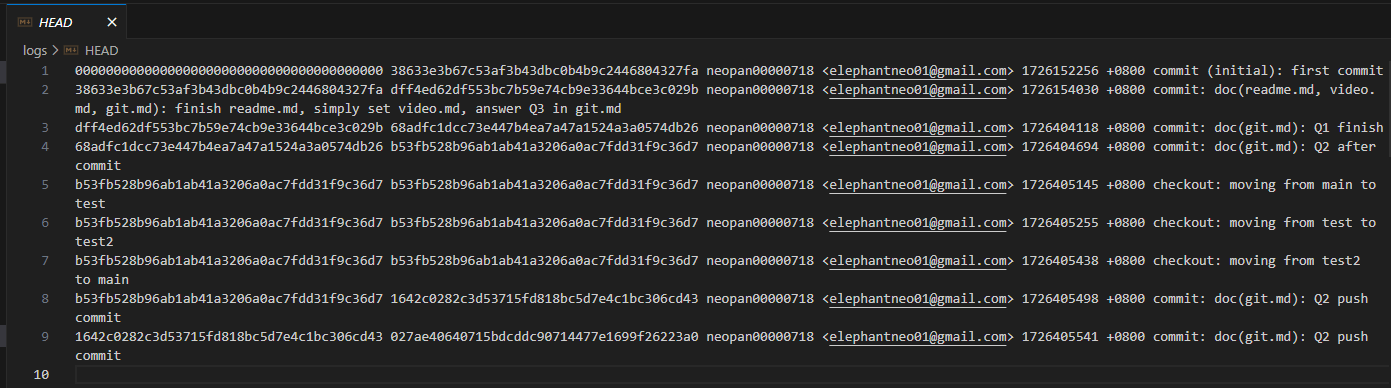 HEAD
logs > HEAD
1 0000000000000000000000000000000000000000 38633e3b67c53af3b43dbc0b4b9c2446804327fa neopan00000718 <elephantneo01@gmail.com> 1726152256 +0800 commit (initial): first commit
2 38633e3b67c53af3b43dbc0b4b9c2446804327fa dff4ed62df553bc7b59e74cb9e33644bce3c029b neopan00000718 <elephantneo01@gmail.com> 1726154030 +0800 commit: doc(readme.md, video.
md, git.md): finish readme.md, simply set video.md, answer Q3 in git.md
3 dff4ed62df553bc7b59e74cb9e33644bce3c029b 68adfc1dcc73e447b4ea7a47a1524a3a0574db26 neopan00000718 <elephantneo01@gmail.com> 1726404118 +0800 commit: doc(git.md): Q1 finish
4 68adfc1dcc73e447b4ea7a47a1524a3a0574db26 b53fb528b96ab1ab41a3206a0ac7fdd31f9c36d7 neopan00000718 <elephantneo01@gmail.com> 1726404694 +0800 commit: doc(git.md): Q2 after
commit
5 b53fb528b96ab1ab41a3206a0ac7fdd31f9c36d7 b53fb528b96ab1ab41a3206a0ac7fdd31f9c36d7 neopan00000718 <elephantneo01@gmail.com> 1726405145 +0800 checkout: moving from main to
test
6 b53fb528b96ab1ab41a3206a0ac7fdd31f9c36d7 b53fb528b96ab1ab41a3206a0ac7fdd31f9c36d7 neopan00000718 <elephantneo01@gmail.com> 1726405255 +0800 checkout: moving from test to
test2
7 b53fb528b96ab1ab41a3206a0ac7fdd31f9c36d7 b53fb528b96ab1ab41a3206a0ac7fdd31f9c36d7 neopan00000718 <elephantneo01@gmail.com> 1726405438 +0800 checkout: moving from test2
to main
8 b53fb528b96ab1ab41a3206a0ac7fdd31f9c36d7 1642c0282c3d53715fd818bc5d7e4c1bc306cd43 neopan00000718 <elephantneo01@gmail.com> 1726405498 +0800 commit: doc(git.md): Q2 push
commit
9 1642c0282c3d53715fd818bc5d7e4c1bc306cd43 027ae40640715bdcddc90714477e1699f26223a0 neopan00000718 <elephantneo01@gmail.com> 1726405541 +0800 commit: doc(git.md): Q2 push
commit
10